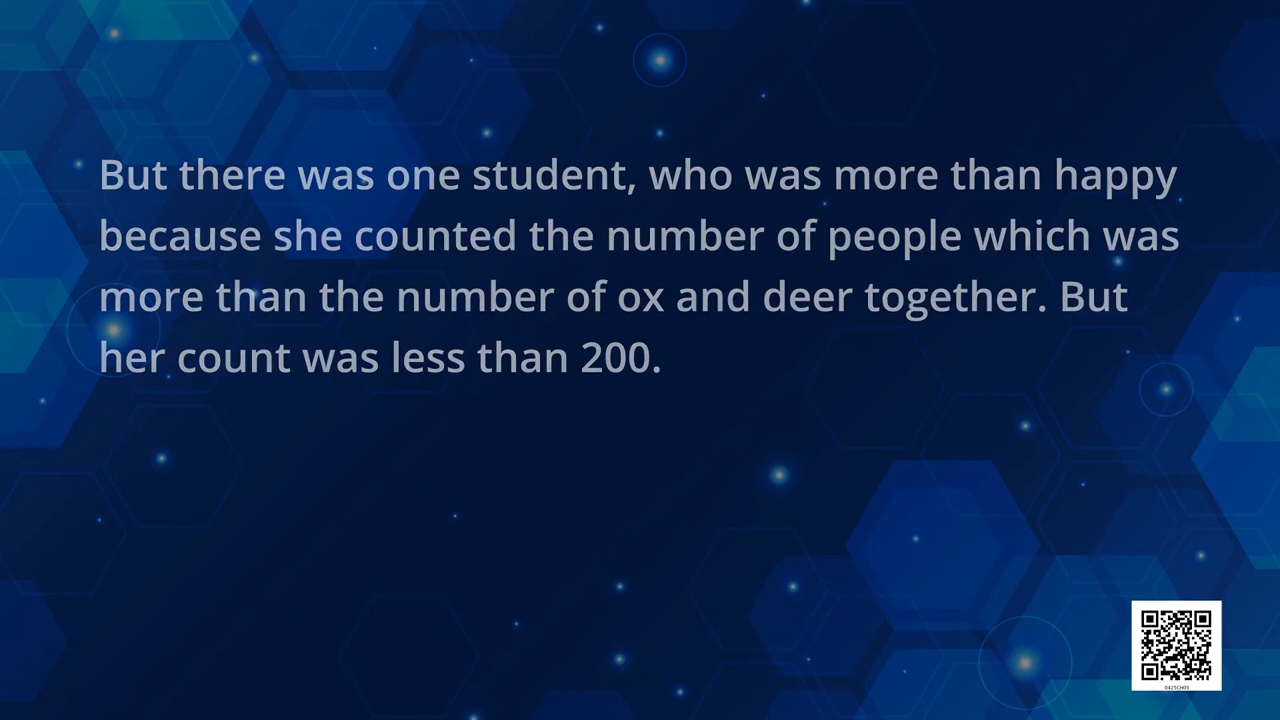 But there was one student, who was more than happy
because she counted the number of people which was
more than the number of ox and deer together. But
her count was less than 200.
0425CH03